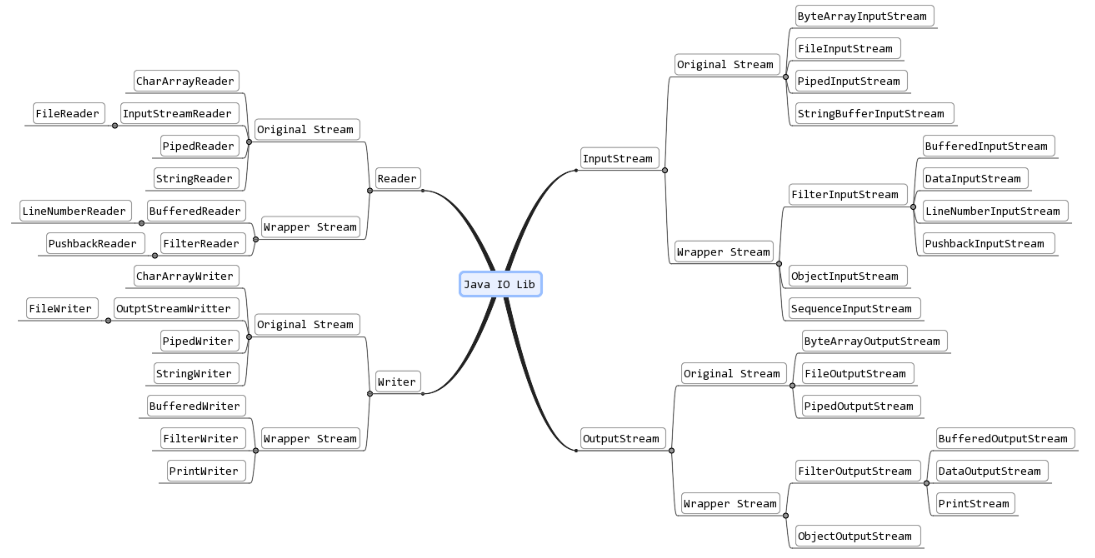 Java IO Lib
Reader
Original Stream
CharArrayReader
InputStreamReader
FileReader
PipedReader
StringReader
Wrapper Stream
BufferedReader
LineNumberReader
FilterReader
PushbackReader
Writer
Original Stream
CharArrayWriter
OutptStreamWritter
FileWriter
PipedWriter
StringWriter
Wrapper Stream
BufferedWriter
FilterWriter
PrintWriter
InputStream
Original Stream
ByteArrayInputStream
FileInputStream
PipedInputStream
StringBufferInputStream
Wrapper Stream
FilterInputStream
BufferedInputStream
DataInputStream
LineNumberInputStream
PushbackInputStream
ObjectInputStream
SequenceInputStream
OutputStream
Original Stream
ByteArrayOutputStream
FileOutputStream
PipedOutputStream
Wrapper Stream
FilterOutputStream
BufferedOutputStream
DataOutputStream
PrintStream
ObjectOutputStream